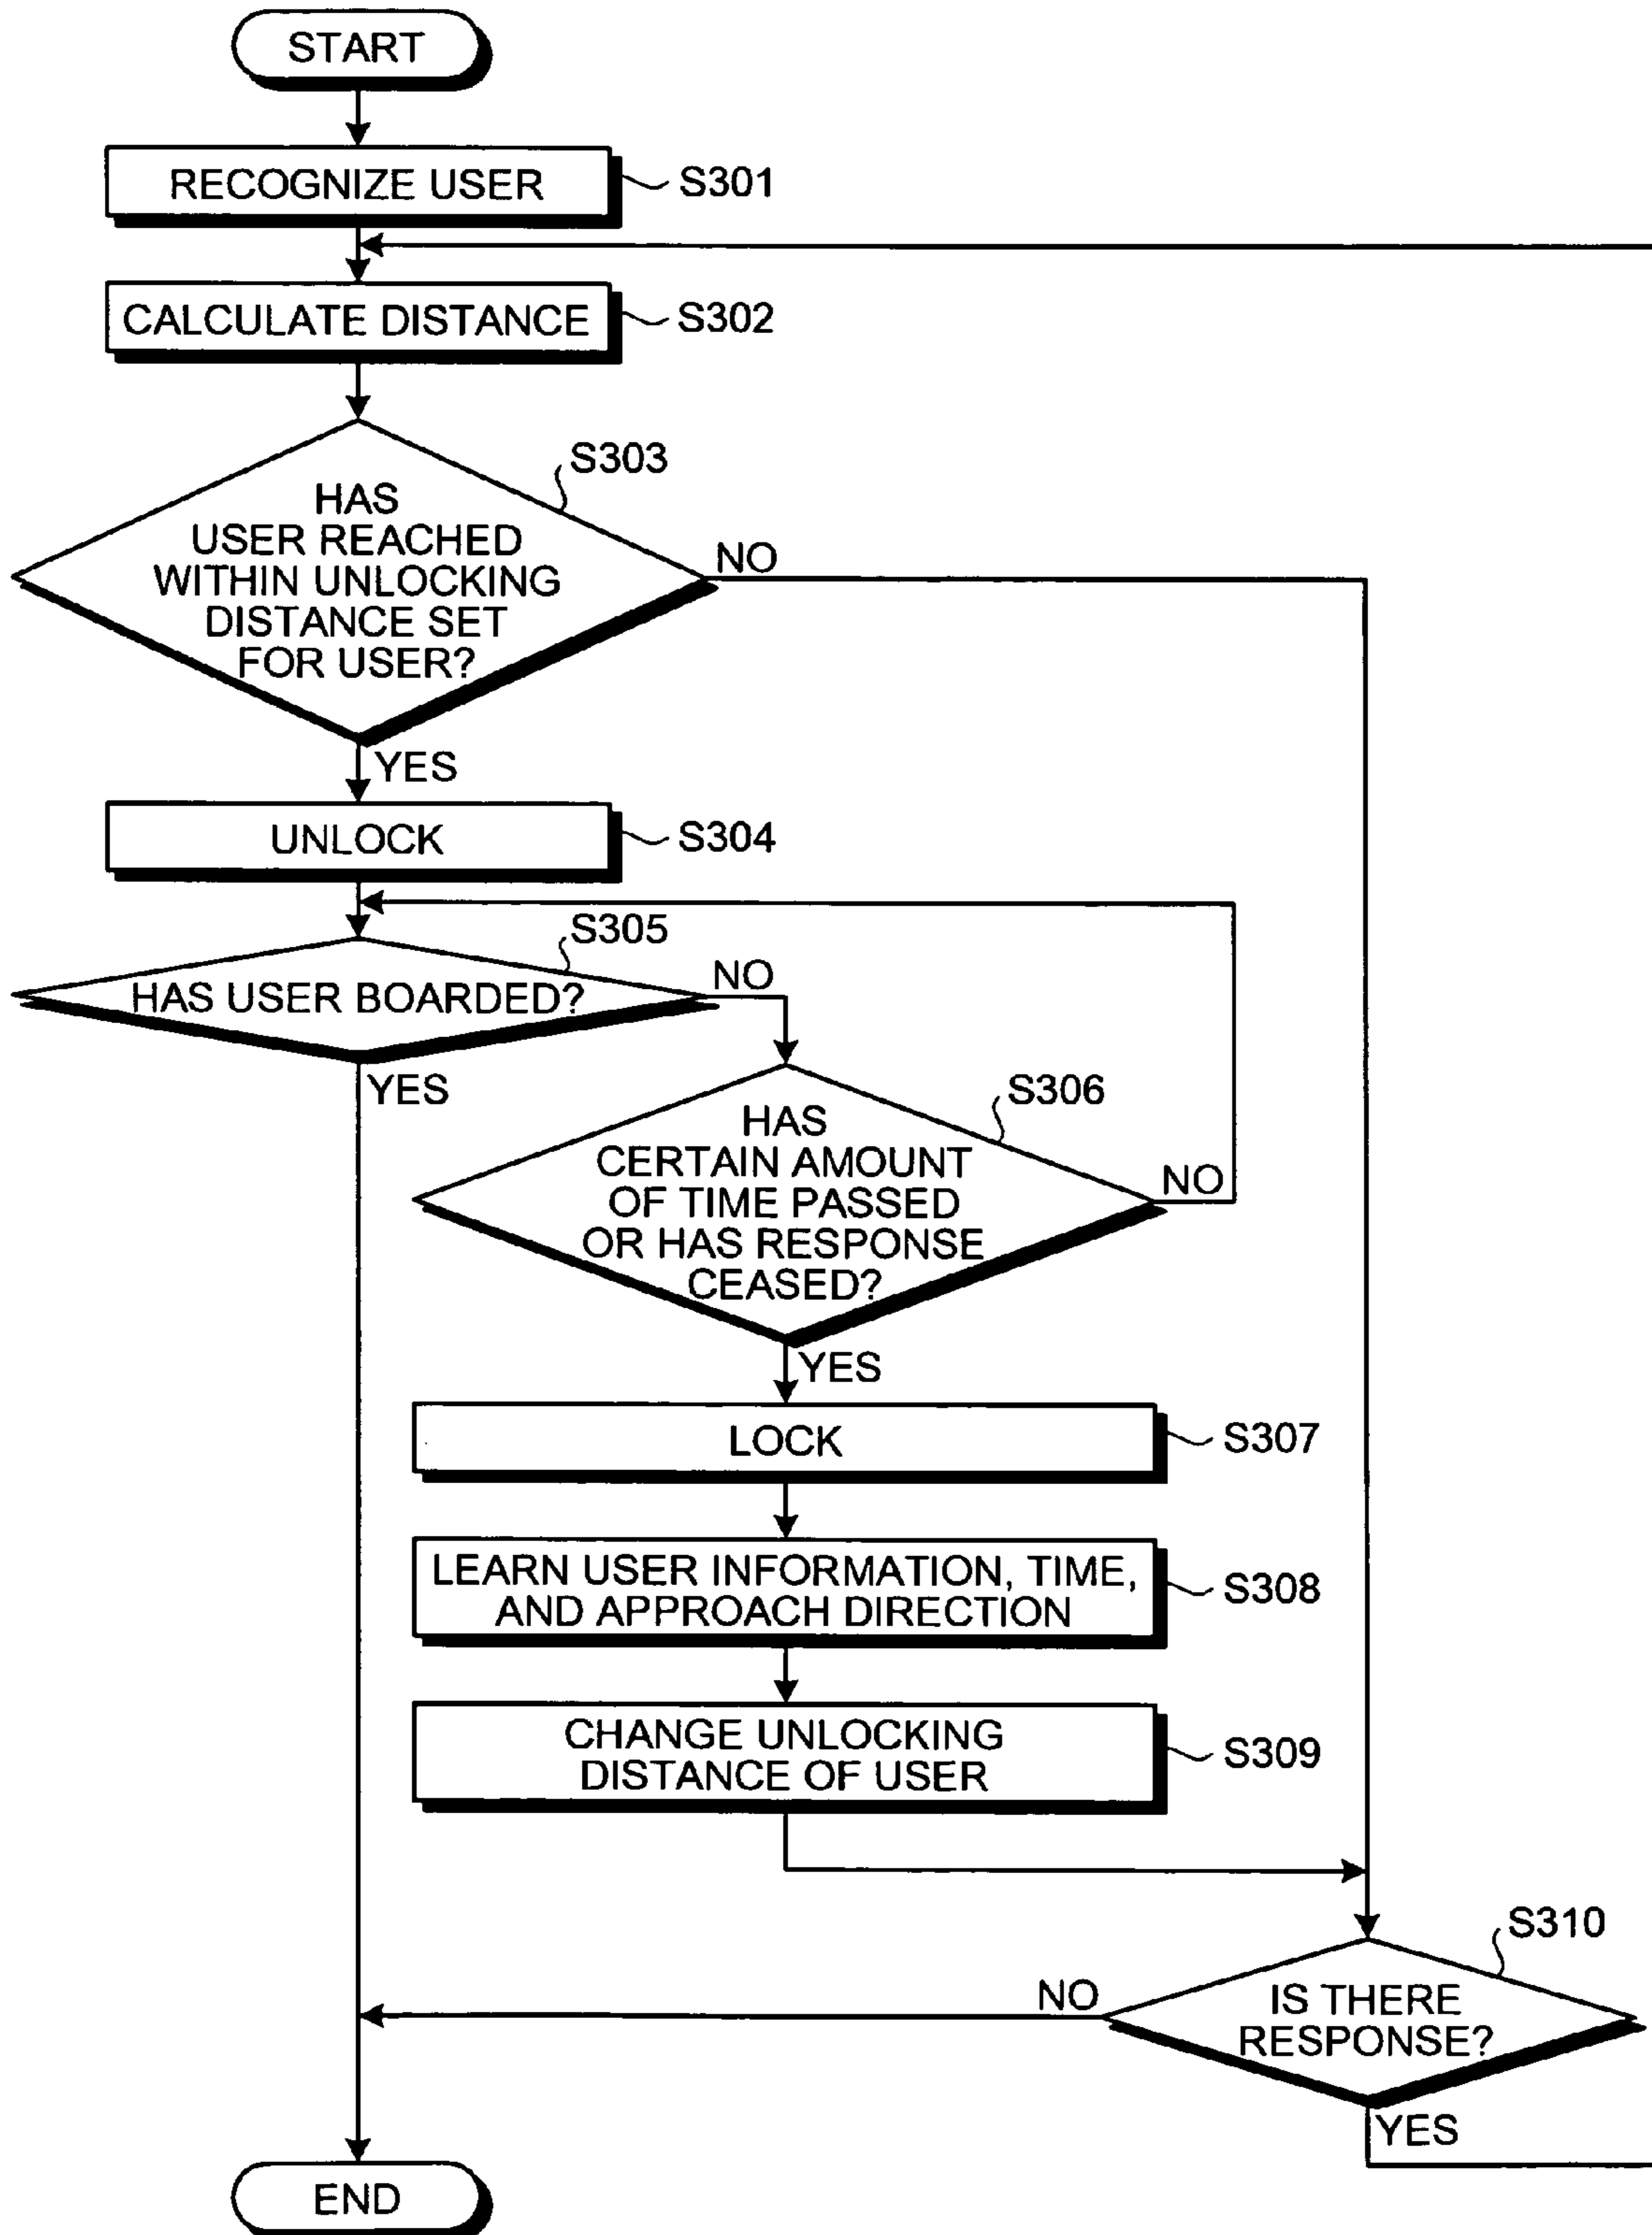 START
RECOGNIZE USER
S301
CALCULATE DISTANCE
S302
S303
HAS
USER REACHED
WITHIN UNLOCKING
DISTANCE SET
FOR USER?
NO
YES
UNLOCK
S304
S305
HAS USER BOARDED?
NO
YES
S306
HAS
CERTAIN AMOUNT
OF TIME PASSED
OR HAS RESPONSE
CEASED?
NO
YES
LOCK
S307
LEARN USER INFORMATION, TIME,
AND APPROACH DIRECTION
S308
CHANGE UNLOCKING
DISTANCE OF USER
S309
S310
IS THERE
RESPONSE?
NO
YES
END